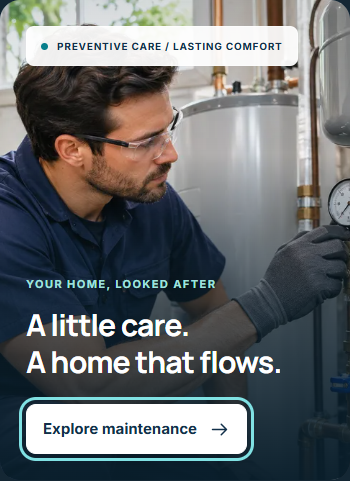 PREVENTIVE CARE / LASTING COMFORT
YOUR HOME, LOOKED AFTER
A little care.
A home that flows.
Explore maintenance →